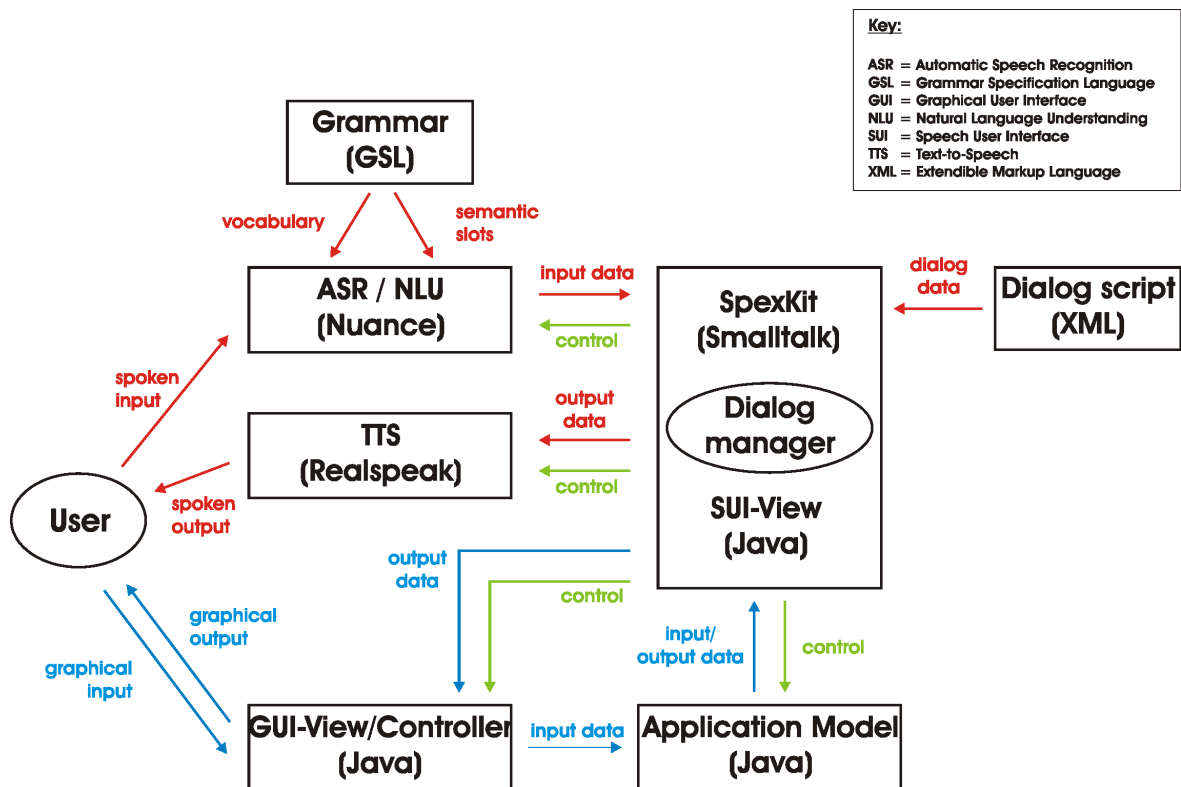 Key:
ASR = Automatic Speech Recognition
GSL = Grammar Specification Language
GUI = Graphical User Interface
NLU = Natural Language Understanding
SUI = Speech User Interface
TTS = Text-to-Speech
XML = Extendible Markup Language
Grammar
(GSL)
vocabulary
semantic
slots
ASR / NLU
(Nuance)
input data
control
SpexKit
(Smalltalk)
dialog
data
Dialog script
(XML)
spoken
input
TTS
(Realspeak)
output
data
control
Dialog
manager
User
spoken
output
SUI-View
(Java)
output
data
control
graphical
output
graphical
input
input/
output data
control
GUI-View/Controller
(Java)
input data
Application Model
(Java)